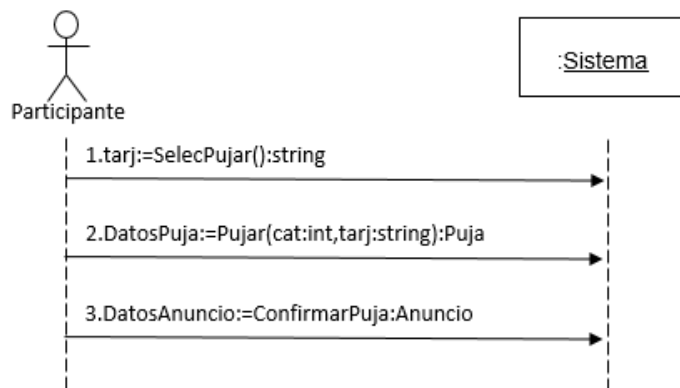 :Sistema
Participante
1.tarj:=SelecPujar():string
2.DatosPuja:=Pujar(cat:int,tarj:string):Puja
3.DatosAnuncio:=ConfirmarPuja:Anuncio